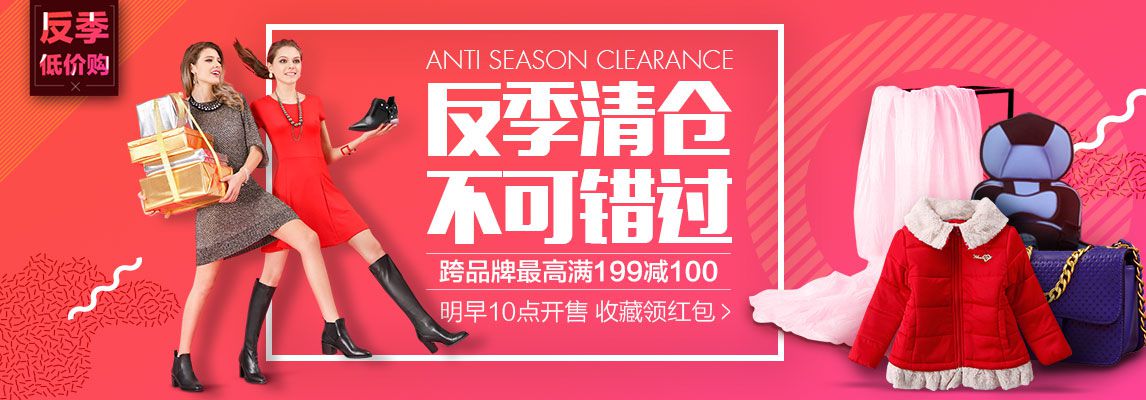 反季
低价购
ANTI SEASON CLEARANCE
反季清仓
不可错过
跨品牌最高满199减100
明早10点开售 收藏领红包 >